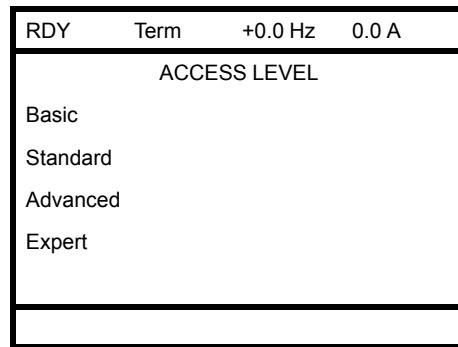 RDY Term +0.0 Hz 0.0 A
ACCESS LEVEL
Basic
Standard
Advanced
Expert